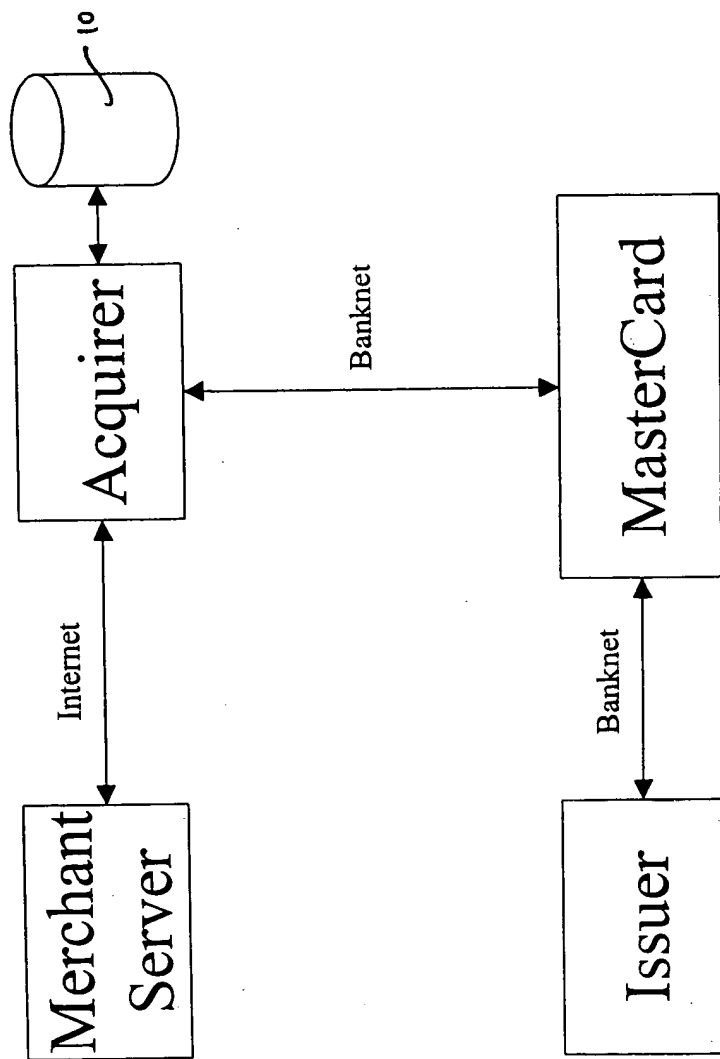 Merchant
Server
Internet
Acquirer
10
Banknet
Issuer
Banknet
MasterCard